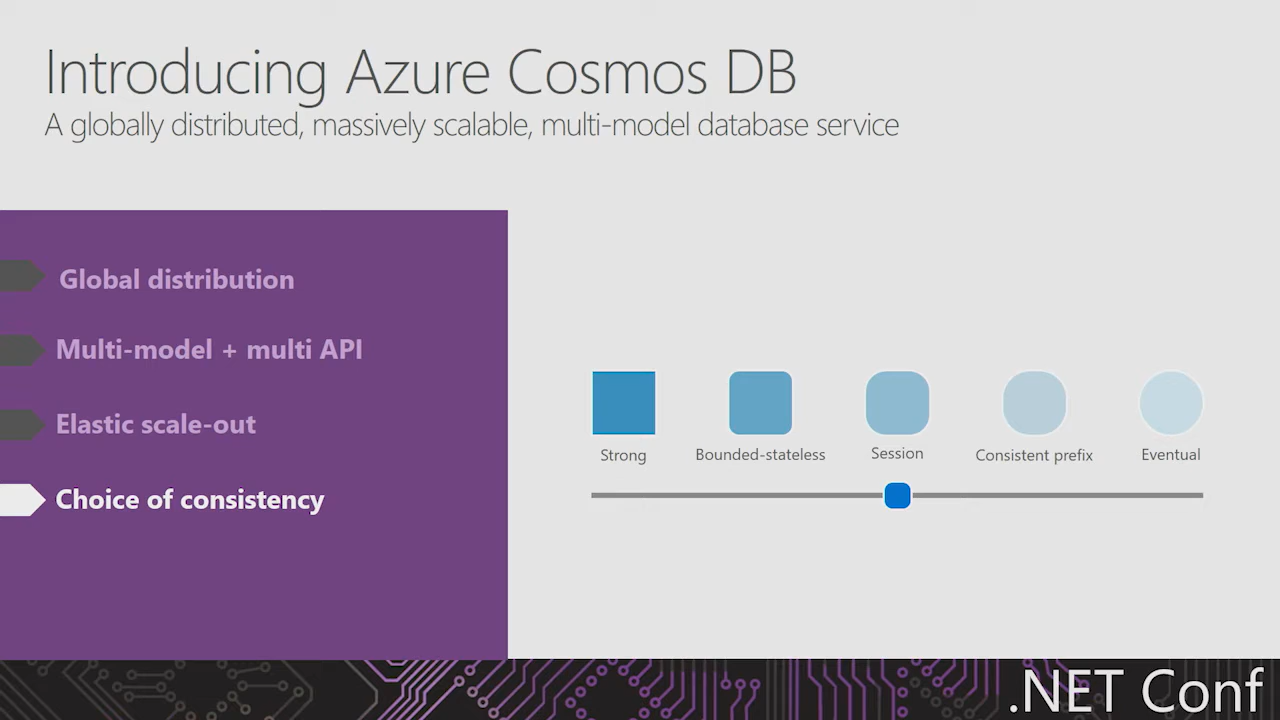 Introducing Azure Cosmos DB
A globally distributed, massively scalable, multi-model database service
Global distribution
Multi-model + multi API
Elastic scale-out
Choice of consistency
Strong
Bounded-stateless
Session
Consistent prefix
Eventual
.NET Conf